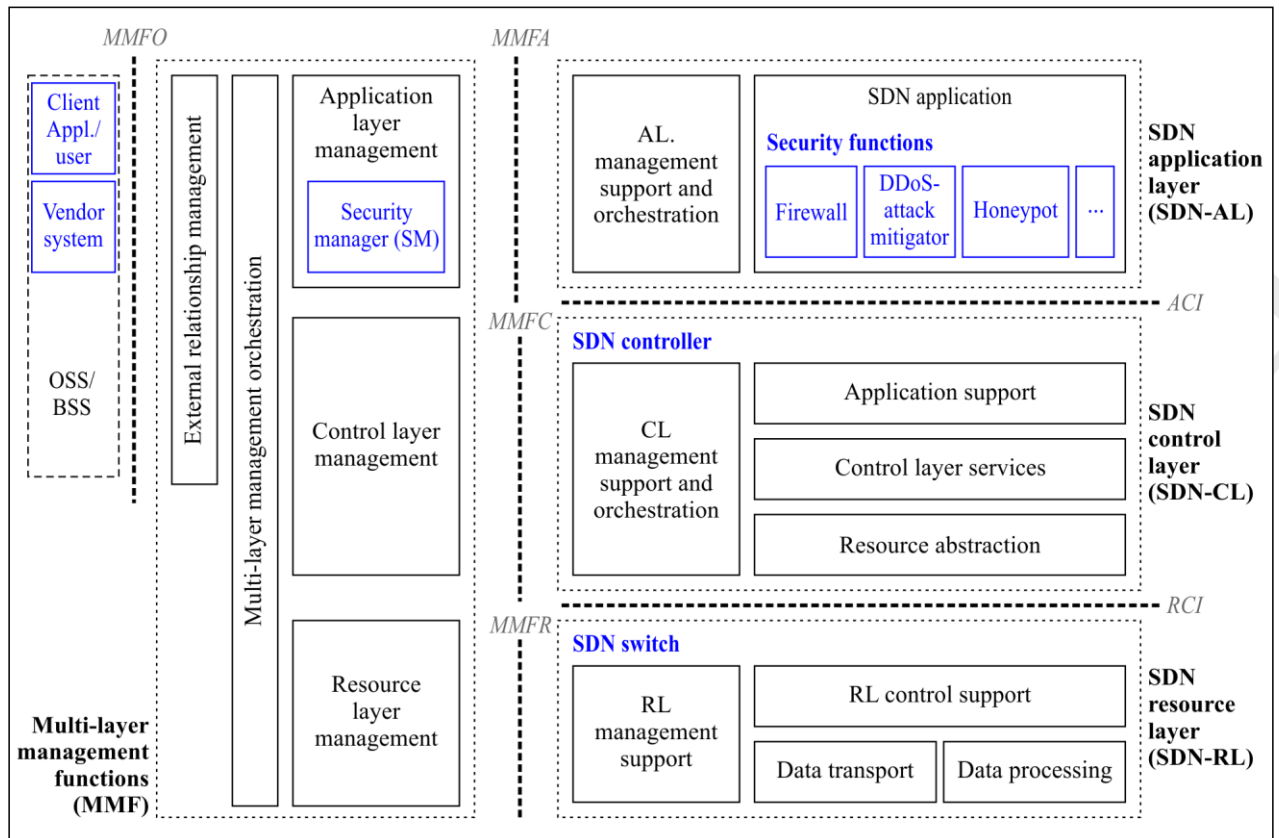 MMFO
MMFA
Client
Appl./
user
Vendor
system
OSS/
BSS
External relationship management
Multi-layer management orchestration
Application
layer
management
Security
manager (SM)
Control layer
management
Resource
layer
management
Multi-layer
management
functions
(MMF)
AL.
management
support and
orchestration
SDN application
Security functions
Firewall
DDoS-
attack
mitigator
Honeypot
...
SDN
application
layer
(SDN-AL)
MMFC
ACI
SDN controller
CL
management
support and
orchestration
Application support
Control layer services
Resource abstraction
SDN
control
layer
(SDN-CL)
MMFR
RCI
SDN switch
RL
management
support
RL control support
Data transport
Data processing
SDN
resource
layer
(SDN-RL)